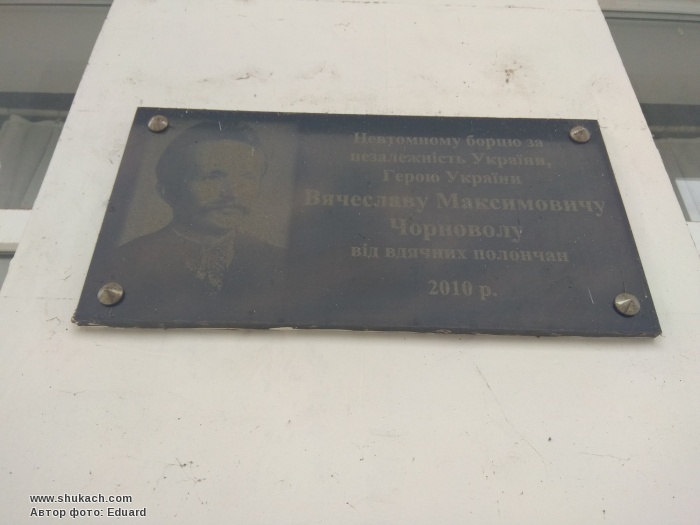 Невтомному борцю за
незалежність України,
Герою України
Вячеславу Максимовичу
Чорноволу
від вдячних полончан
2010 р.
www.shukach.com
Автор фото: Eduard